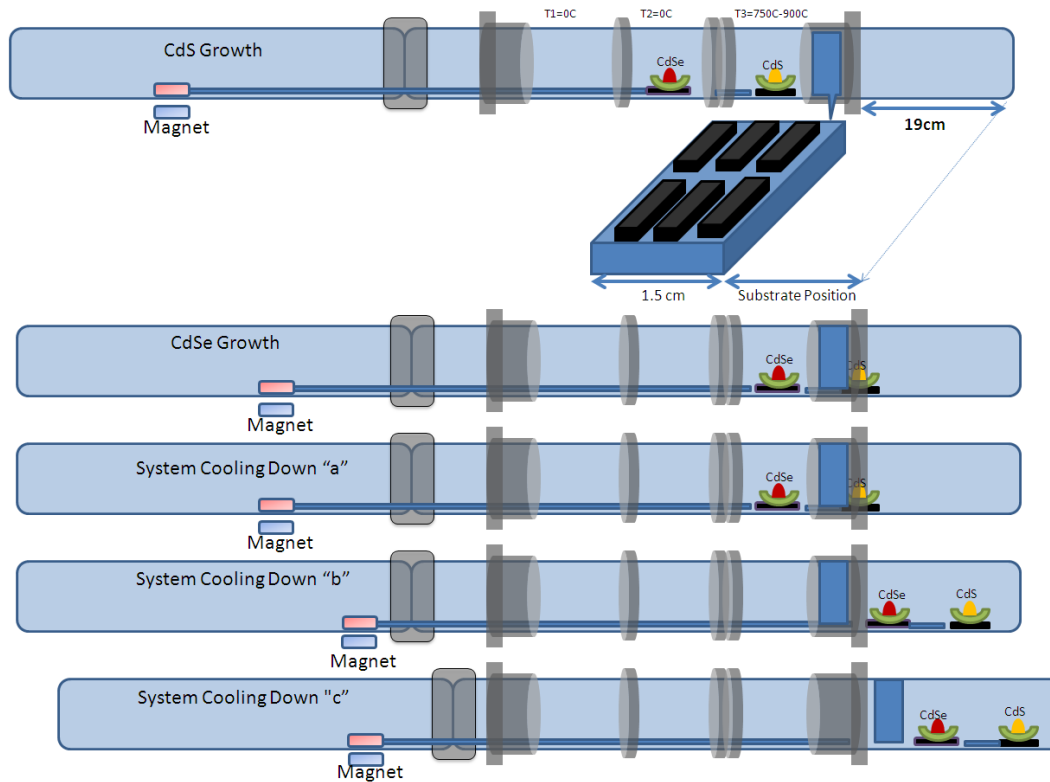 T1=0C
T2=0C
T3=750C-900C
CdS Growth
CdSe
CdS
Magnet
19cm
1.5 cm
Substrate Position
CdSe Growth
CdSe
CdS
Magnet
System Cooling Down “a”
CdSe
CdS
Magnet
System Cooling Down “b”
CdSe
CdS
Magnet
System Cooling Down "c”
CdSe
CdS
Magnet